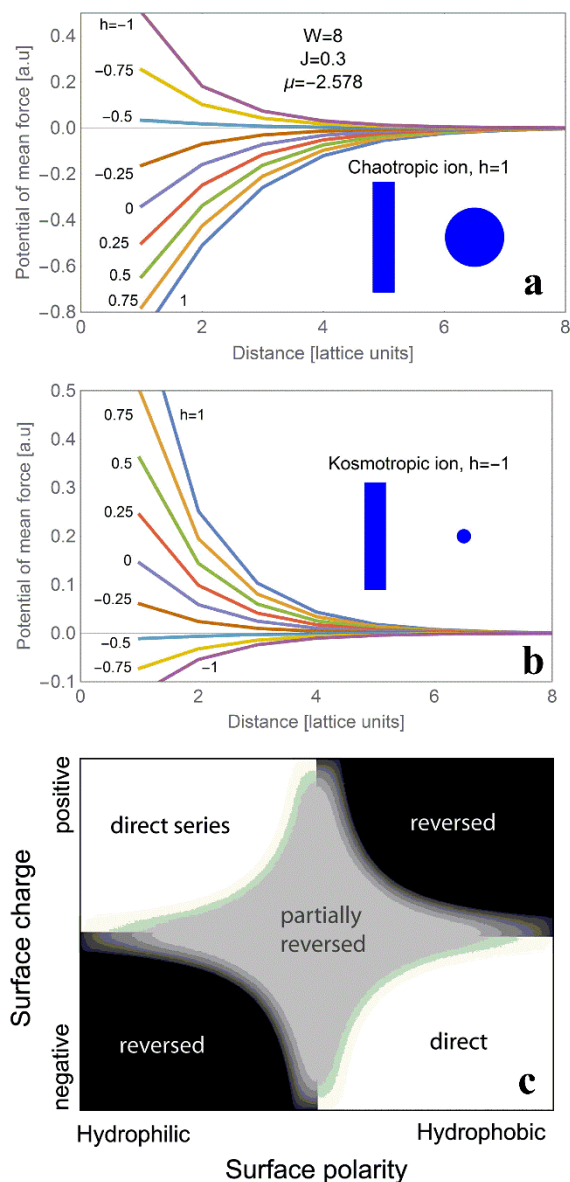 0.4
0.2
0.0
−0.2
−0.4
−0.6
−0.8
Potential of mean force [a.u]
h=−1
−0.75
−0.5
−0.25
0
0.25
0.5
0.75
1
W=8
J=0.3
μ=−2.578
Chaotropic ion, h=1
a
0 2 4 6 8
Distance [lattice units]
0.5
0.4
0.3
0.2
0.1
0.0
−0.1
Potential of mean force [a.u]
0.75
h=1
0.5
0.25
0
−0.25
−0.5
−0.75
−1
Kosmotropic ion, h=−1
b
0 2 4 6 8
Distance [lattice units]
Surface charge
positive
negative
direct series
reversed
partially
reversed
reversed
direct
c
Hydrophilic Hydrophobic
Surface polarity